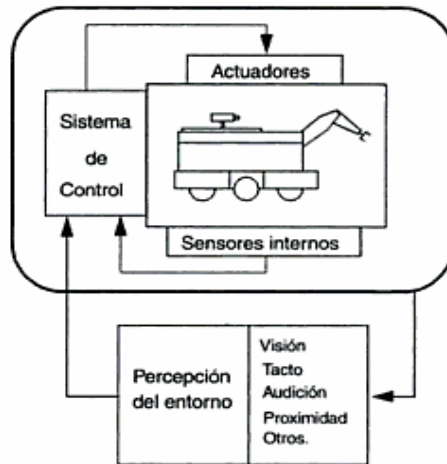 Actuadores
Sistema
de
Control
Sensores internos
Percepción
del entorno
Visión
Tacto
Audición
Proximidad
Otros.